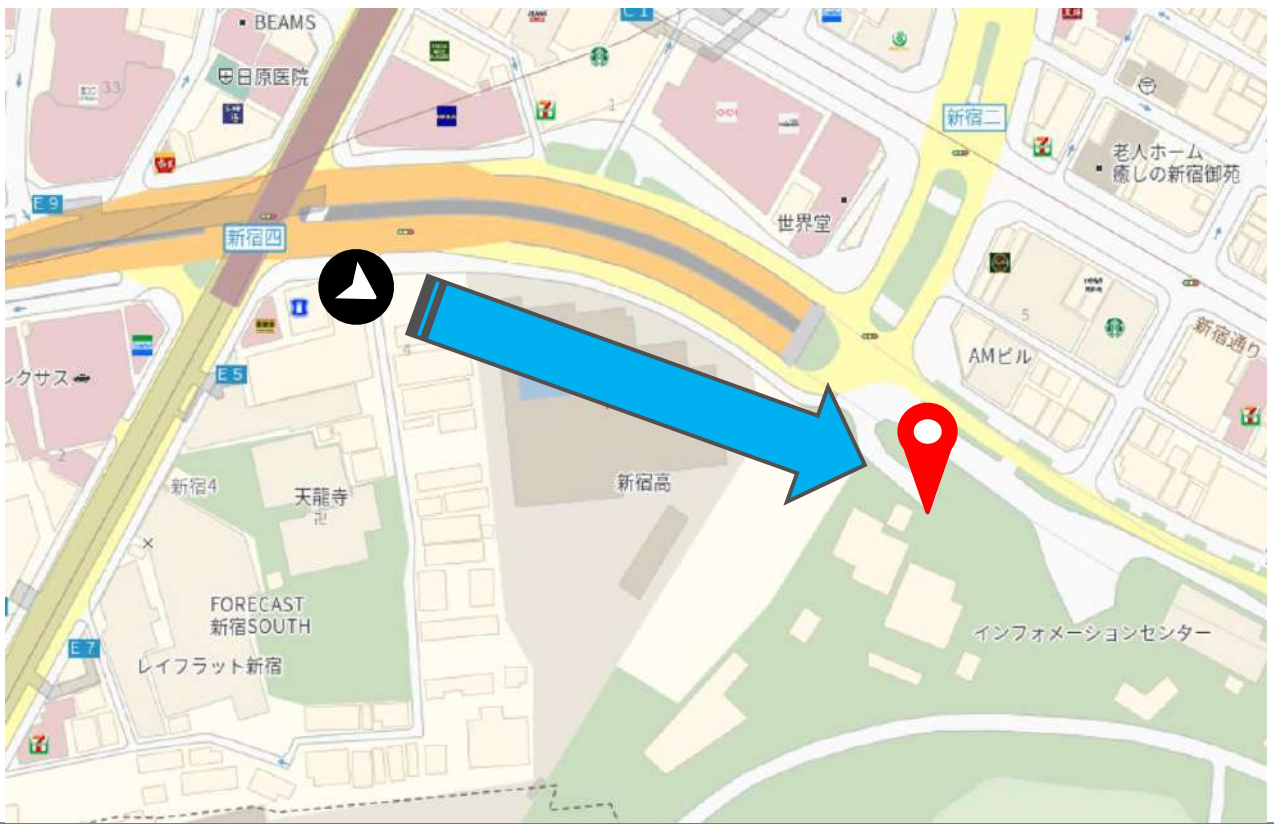 BEAMS
C 1
日原医院
33
1
新宿二
老人ホーム
癒しの新宿御苑
E 9
新宿四
世界堂
OIOI
5
新宿通り
AMビル
レクサス
E 5
5
2
新宿4
天龍寺
新宿高
FORECAST
新宿SOUTH
インフォメーションセンター
E 7
レイフラット新宿